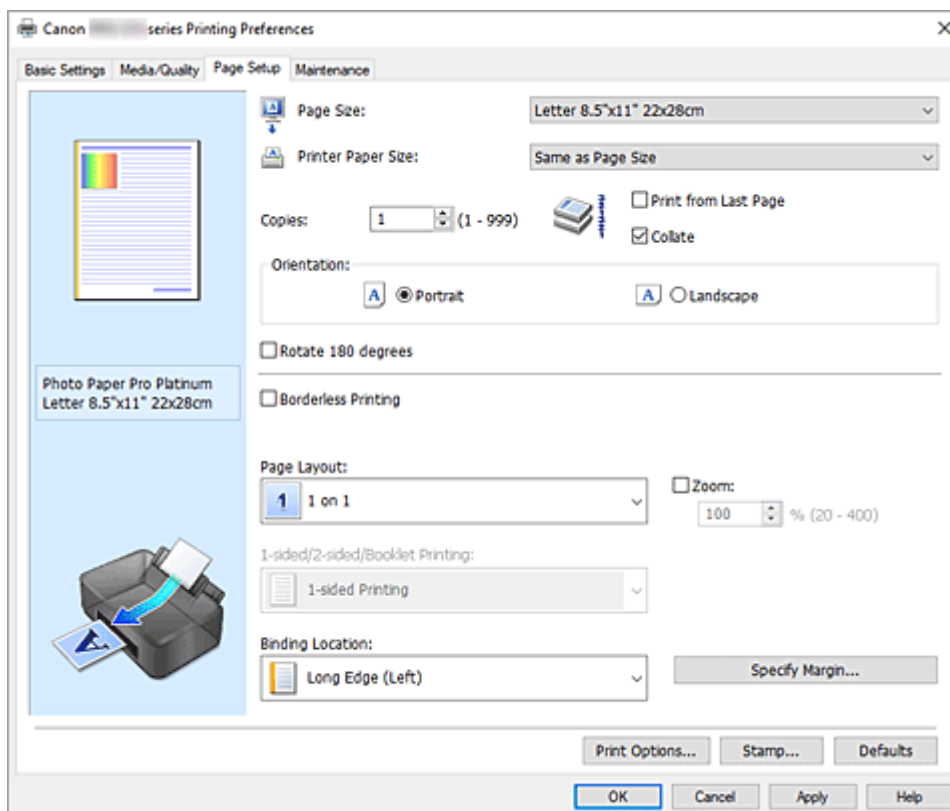 Canon series Printing Preferences
Basic Settings Media/Quality Page Setup Maintenance
Page Size: Letter 8.5"x11" 22x28cm
Printer Paper Size: Same as Page Size
Copies: 1 (1 - 999)
Print from Last Page
Collate
Orientation:
A Portrait A Landscape
Rotate 180 degrees
Photo Paper Pro Platinum
Letter 8.5"x11" 22x28cm
Borderless Printing
Page Layout:
1 1 on 1
Zoom:
100 % (20 - 400)
1-sided/2-sided/Booklet Printing:
1-sided Printing
Binding Location:
Long Edge (Left)
Specify Margin...
Print Options... Stamp... Defaults
OK Cancel Apply Help